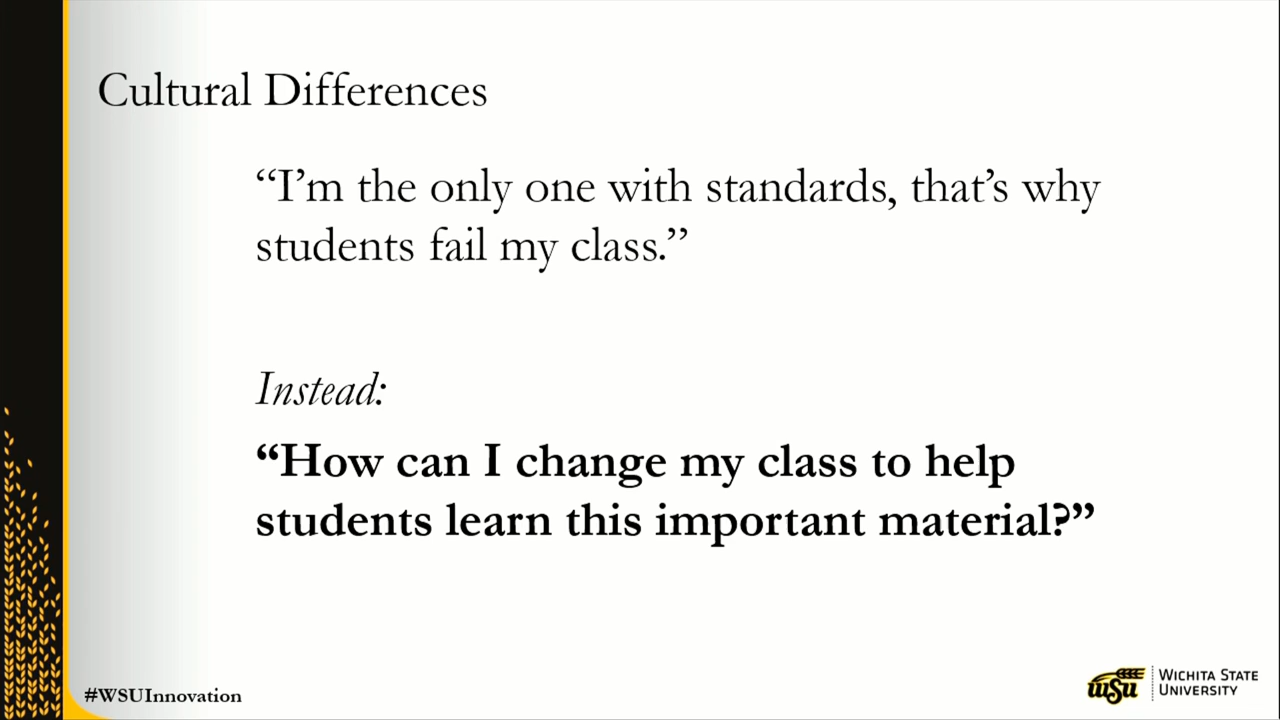 Cultural Differences
“I’m the only one with standards, that’s why
students fail my class.”
Instead:
“How can I change my class to help
students learn this important material?”
#WSUInnovation
wsu
WICHITA STATE
UNIVERSITY